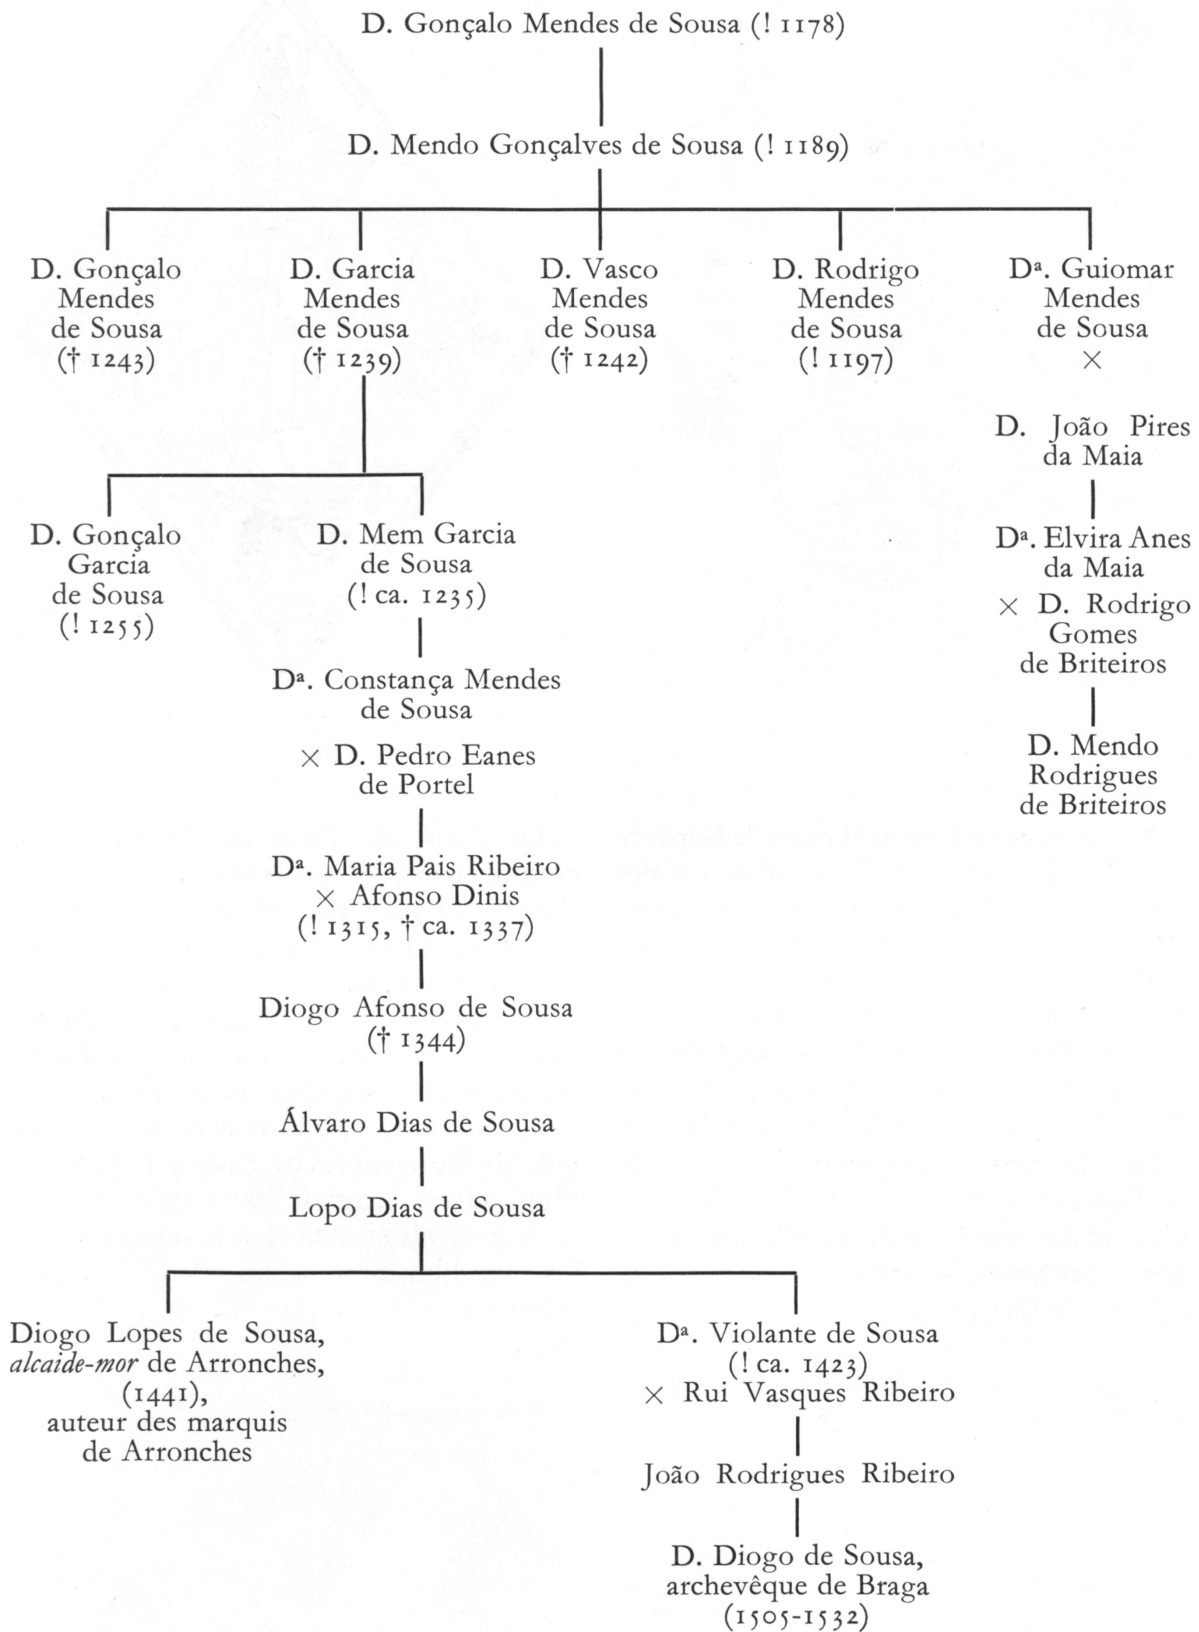 D. Gonçalo Mendes de Sousa (! 1178)
D. Mendo Gonçalves de Sousa (! 1189)
D. Gonçalo
Mendes
de Sousa
(† 1243)
D. Garcia
Mendes
de Sousa
(† 1239)
D. Vasco
Mendes
de Sousa
(† 1242)
D. Rodrigo
Mendes
de Sousa
(! 1197)
Dª. Guiomar
Mendes
de Sousa
×
D. João Pires
da Maia
Dª. Elvira Anes
da Maia
× D. Rodrigo
Gomes
de Briteiros
D. Mendo
Rodrigues
de Briteiros
D. Gonçalo
Garcia
de Sousa
(! 1255)
D. Mem Garcia
de Sousa
(! ca. 1235)
Dª. Constança Mendes
de Sousa
× D. Pedro Eanes
de Portel
Dª. Maria Pais Ribeiro
× Afonso Dinis
(! 1315, † ca. 1337)
Diogo Afonso de Sousa
(† 1344)
Álvaro Dias de Sousa
Lopo Dias de Sousa
Diogo Lopes de Sousa,
alcaide-mor de Arronches,
(1441),
auteur des marquis
de Arronches
Dª. Violante de Sousa
(! ca. 1423)
× Rui Vasques Ribeiro
João Rodrigues Ribeiro
D. Diogo de Sousa,
archevêque de Braga
(1505-1532)